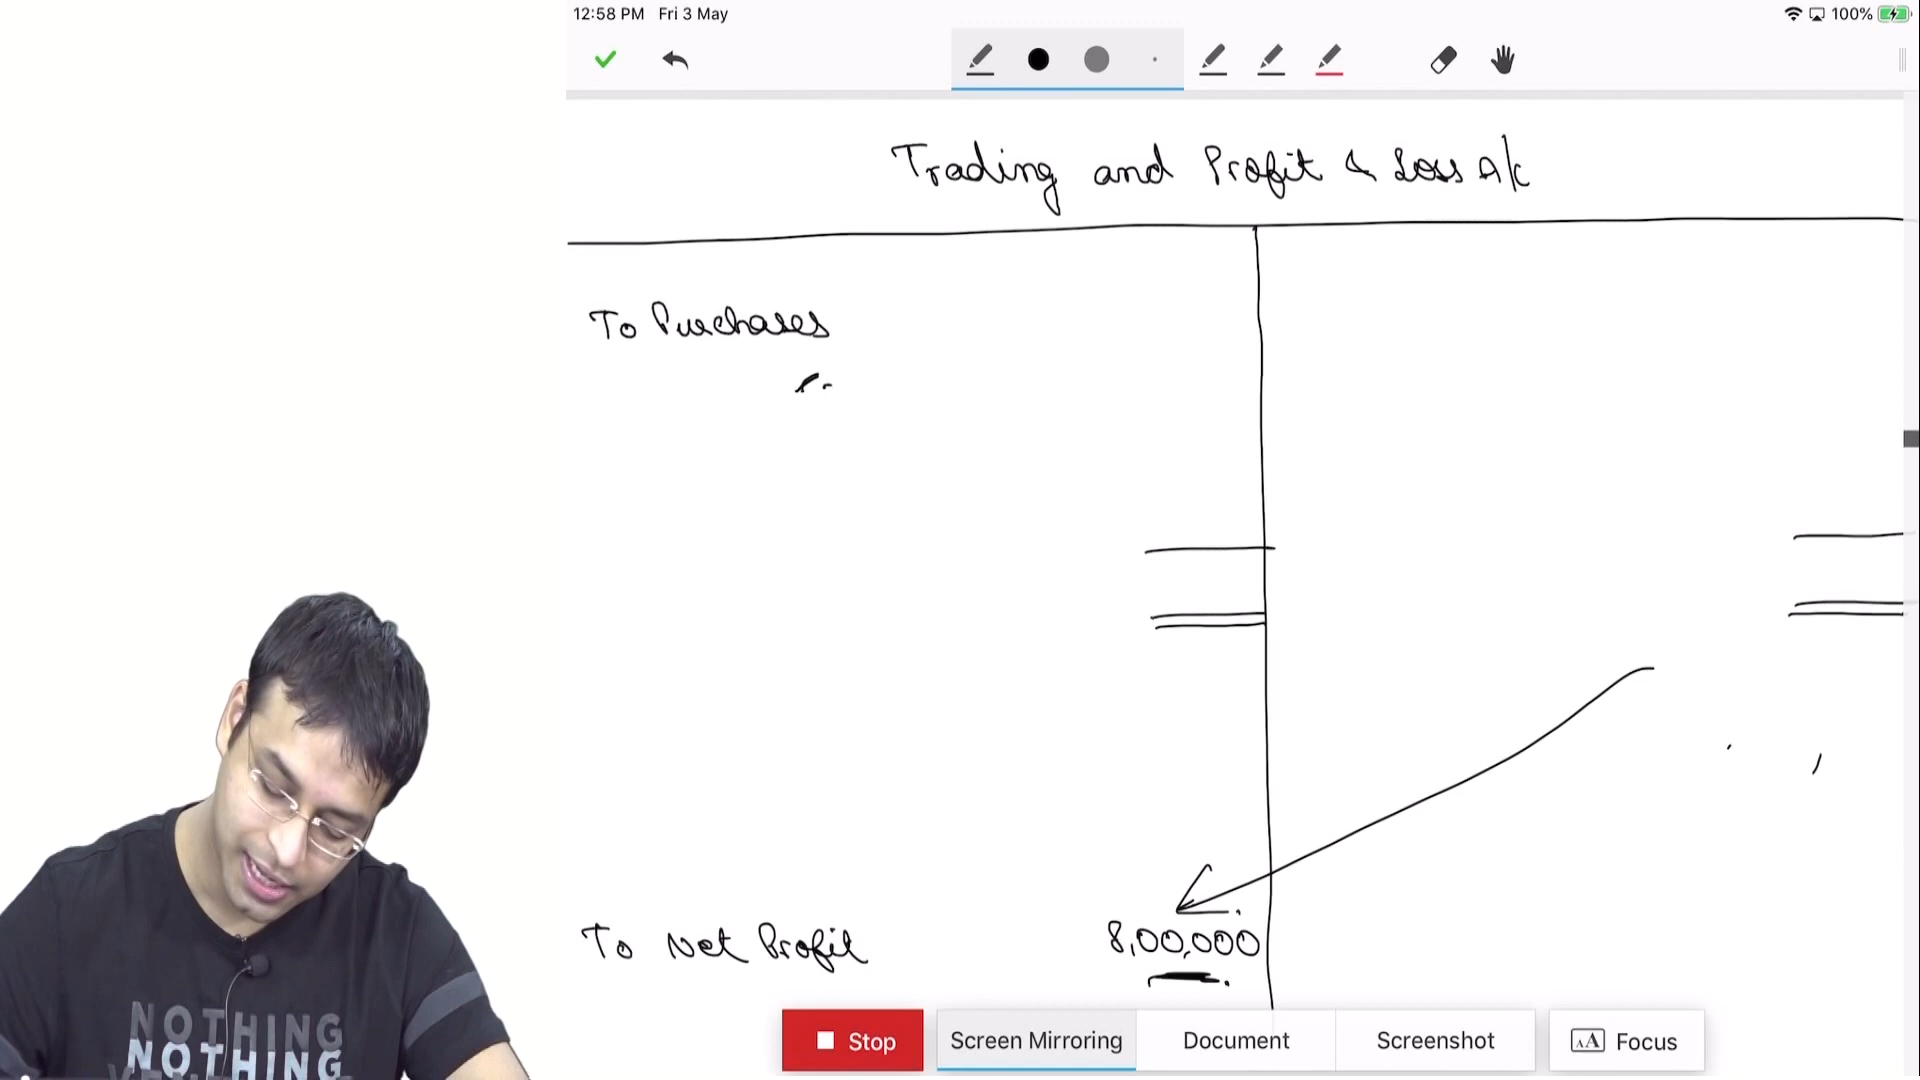 12:58 PM Fri 3 May
100%
Trading and Profit & Loss A/c
To Purchases
To Net Profit 8,00,000
NOTHING
NOTHING
Stop
Screen Mirroring
Document
Screenshot
AA Focus